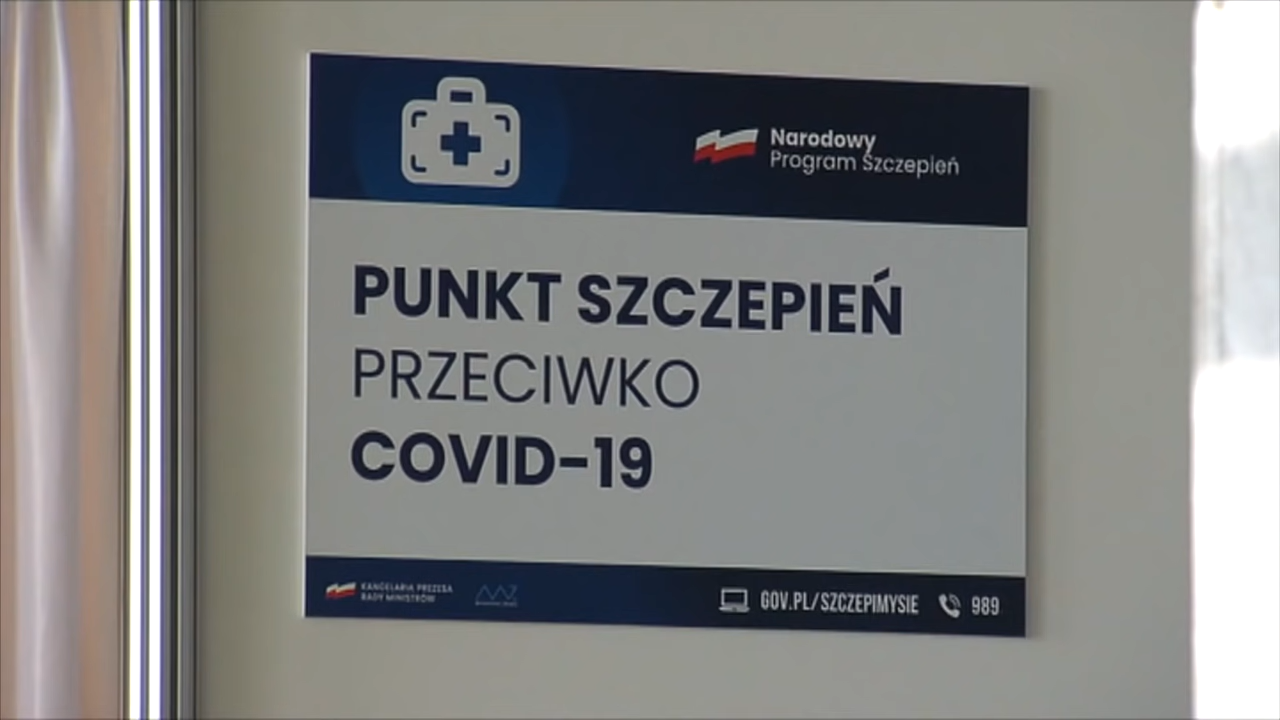 Narodowy
Program Szczepień
PUNKT SZCZEPIEŃ
PRZECIWKO
COVID-19
KANCELARIA PREZESA
RADY MINISTRÓW
GOV.PL/SZCZEPIMYSIE
989